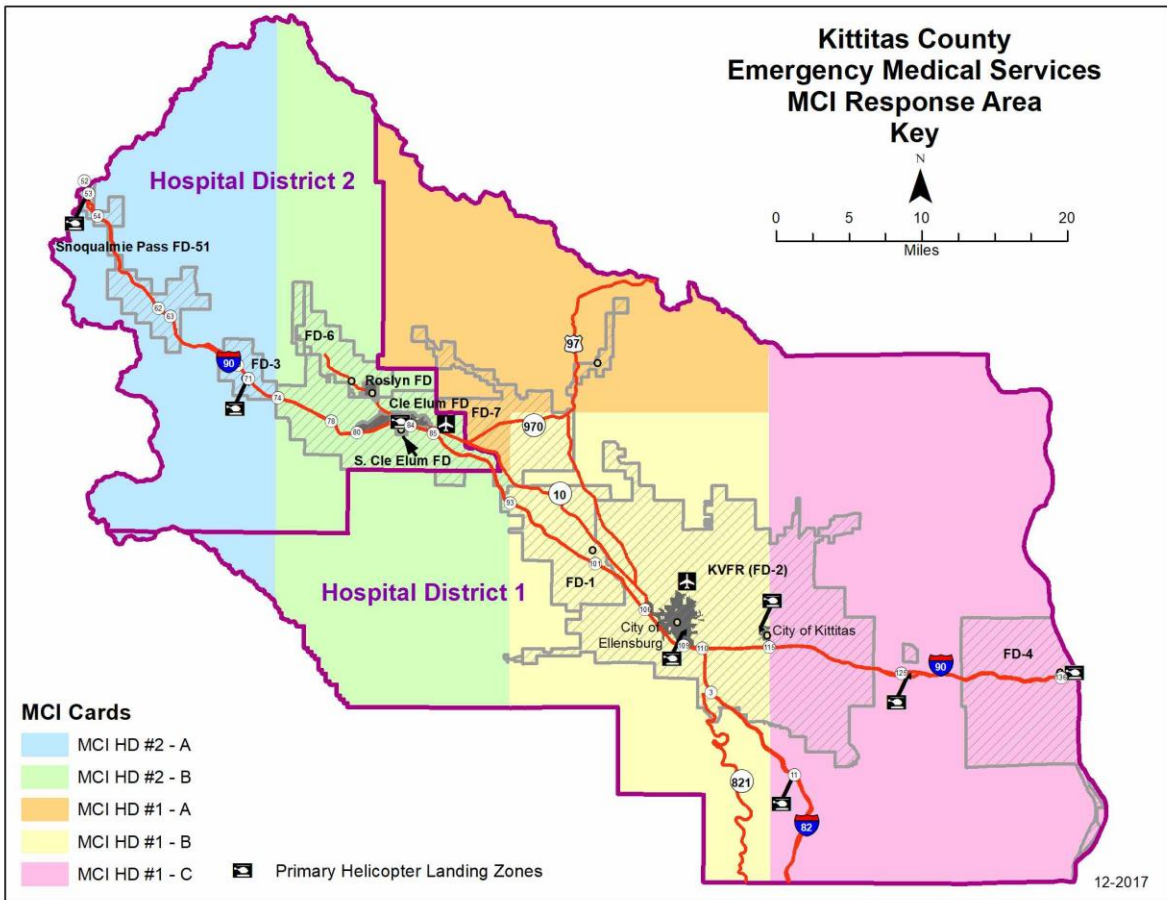 Kittitas County
Emergency Medical Services
MCI Response Area
Key
N
0 5 10 20
Miles
Hospital District 2
52
53
54
Snoqualmie Pass FD-51
62
63
90
FD-3
71
74
FD-6
Roslyn FD
Cle Elum FD
FD-7
78
80
84
85
S. Cle Elum FD
97
970
10
93
Hospital District 1
FD-1
101
KVFR (FD-2)
106
City of
Ellensburg
109
110
115
City of Kittitas
FD-4
90
125
136
3
11
821
82
MCI Cards
MCI HD #2 - A
MCI HD #2 - B
MCI HD #1 - A
MCI HD #1 - B
MCI HD #1 - C
Primary Helicopter Landing Zones
12-2017